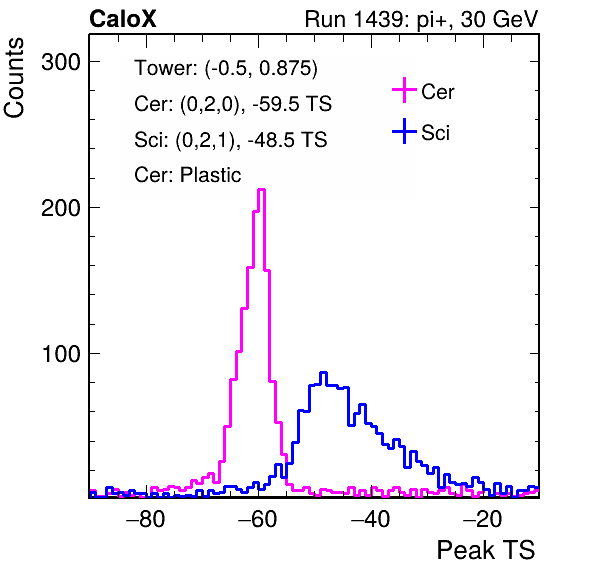 CaloX Run 1439: pi+, 30 GeV
Counts
300
200
100
Tower: (-0.5, 0.875)
Cer: (0,2,0), -59.5 TS
Sci: (0,2,1), -48.5 TS
Cer: Plastic
Cer
Sci
−80 −60 −40 −20
Peak TS